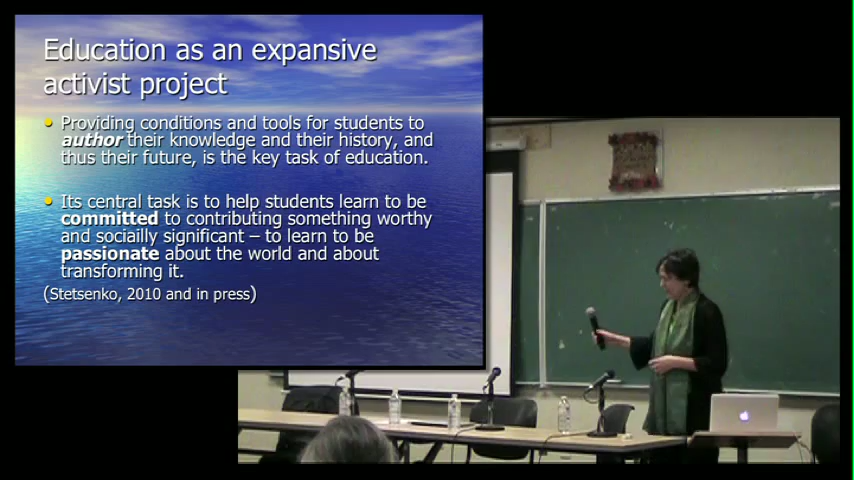 Education as an expansive
activist project
• Providing conditions and tools for students to
author their knowledge and their history, and
thus their future, is the key task of education.
• Its central task is to help students learn to be
committed to contributing something worthy
and sociailly significant – to learn to be
passionate about the world and about
transforming it.
(Stetsenko, 2010 and in press)